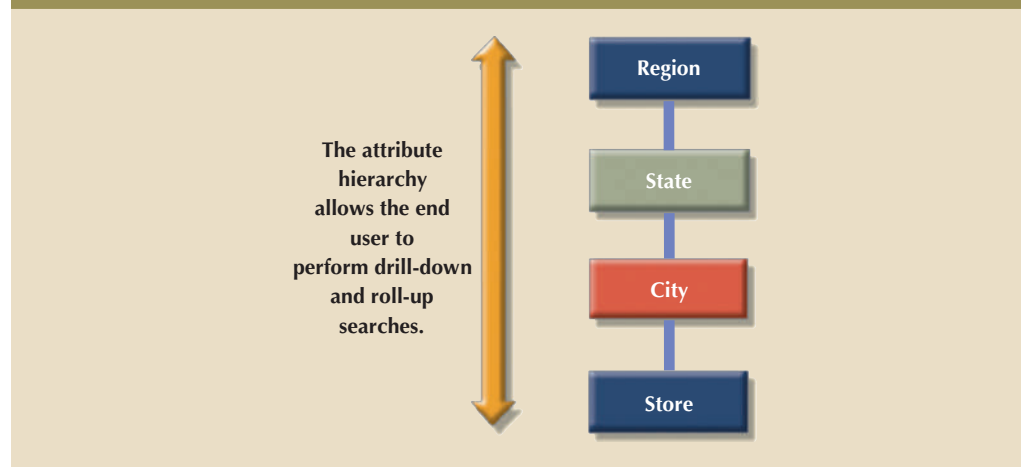 The attribute
hierarchy
allows the end
user to
perform drill-down
and roll-up
searches.
Region
State
City
Store